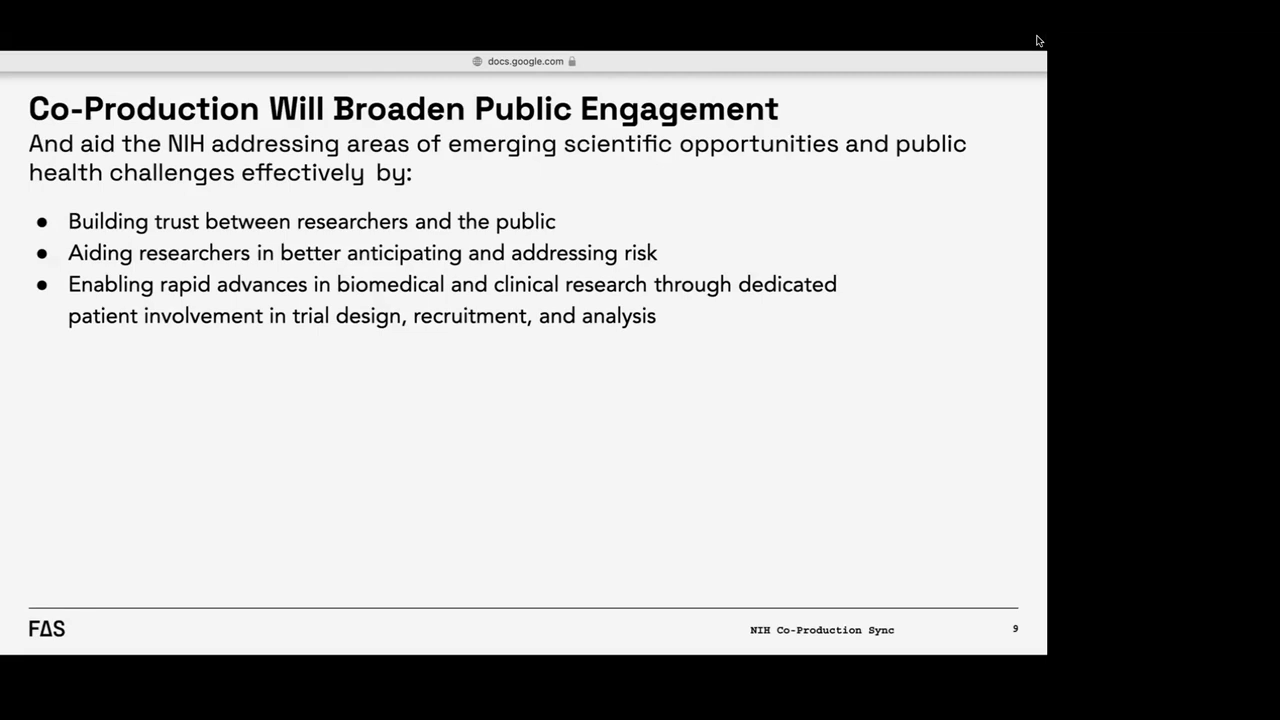 docs.google.com
Co-Production Will Broaden Public Engagement
And aid the NIH addressing areas of emerging scientific opportunities and public
health challenges effectively by:
● Building trust between researchers and the public
● Aiding researchers in better anticipating and addressing risk
● Enabling rapid advances in biomedical and clinical research through dedicated
patient involvement in trial design, recruitment, and analysis
FΔS
NIH Co-Production Sync
9